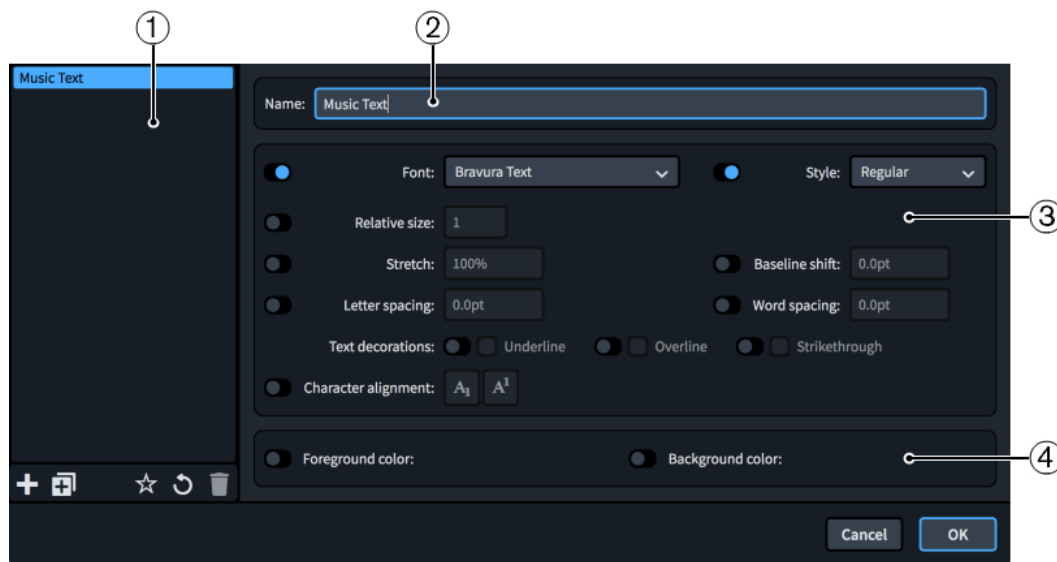 ① ②
Music Text
Name: Music Text
Font: Bravura Text Style: Regular
③
Relative size: 1
Stretch: 100% Baseline shift: 0.0pt
Letter spacing: 0.0pt Word spacing: 0.0pt
Text decorations: Underline Overline Strikethrough
Character alignment: A1 A1
Foreground color: Background color:
④
Cancel OK